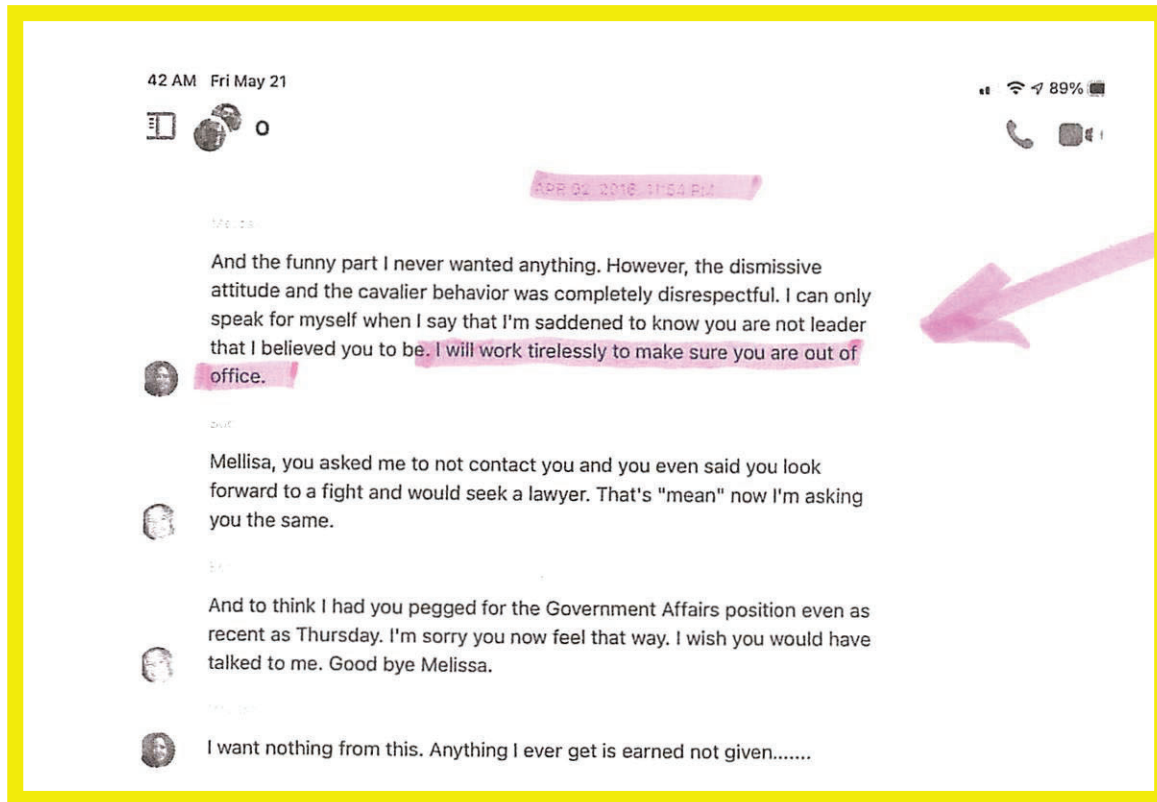 42 AM Fri May 21
89%
APR 02, 2016, 11:54 PM
And the funny part I never wanted anything. However, the dismissive
attitude and the cavalier behavior was completely disrespectful. I can only
speak for myself when I say that I'm saddened to know you are not leader
that I believed you to be. I will work tirelessly to make sure you are out of
office.
Mellisa, you asked me to not contact you and you even said you look
forward to a fight and would seek a lawyer. That's "mean" now I'm asking
you the same.
And to think I had you pegged for the Government Affairs position even as
recent as Thursday. I'm sorry you now feel that way. I wish you would have
talked to me. Good bye Melissa.
I want nothing from this. Anything I ever get is earned not given.......